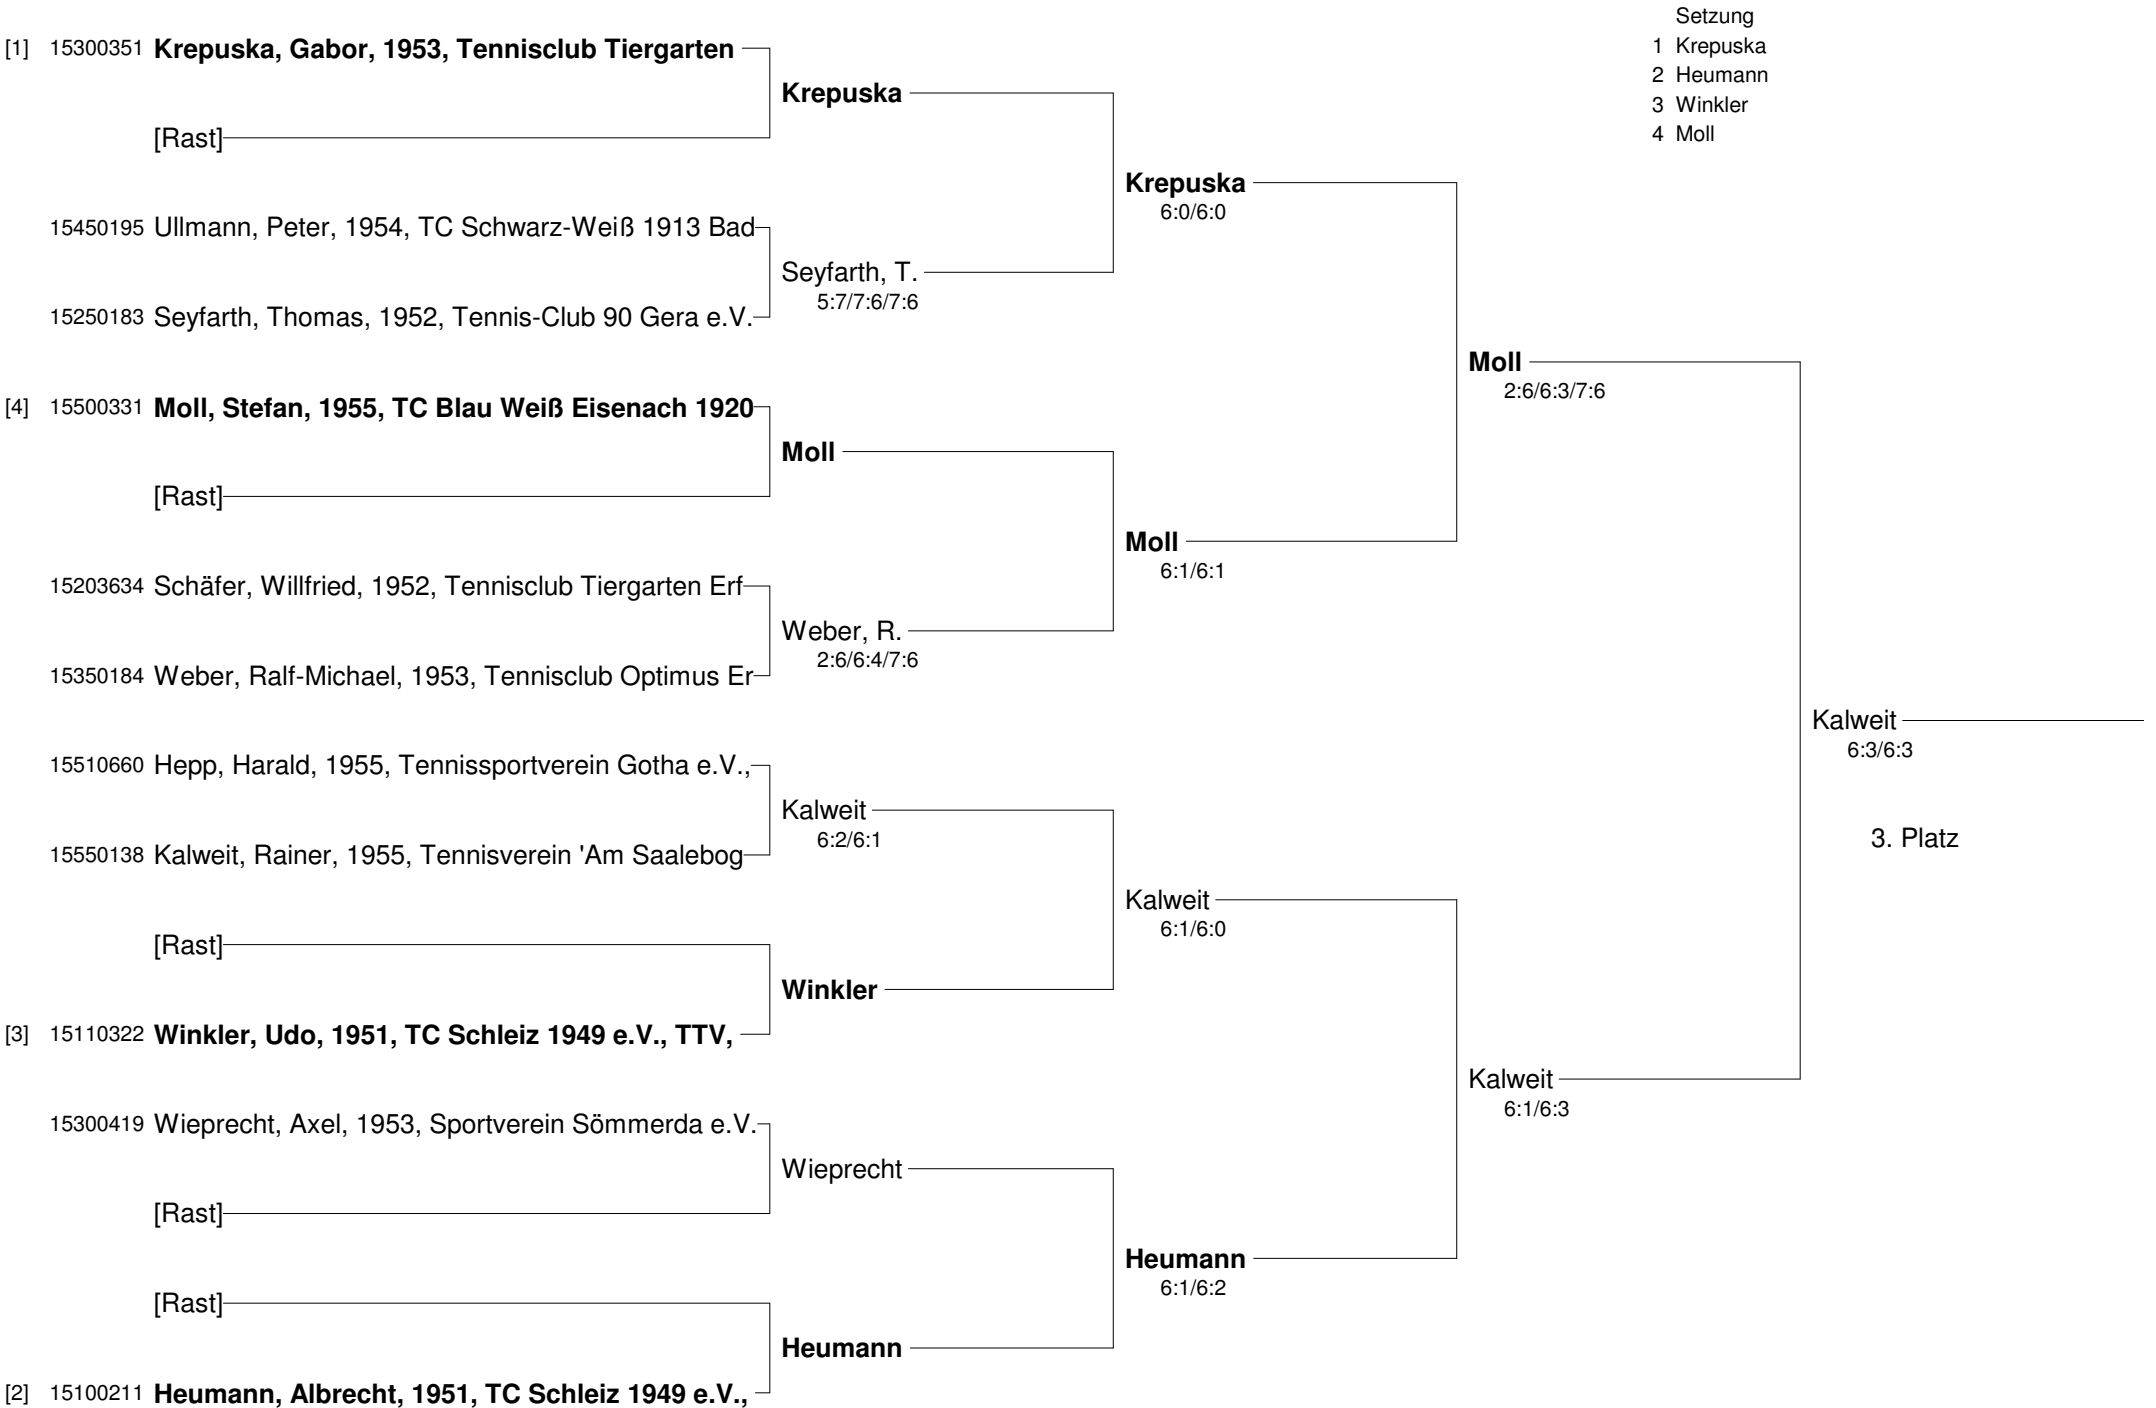 Setzung
1 Krepuska
2 Heumann
3 Winkler
4 Moll
[1] 15300351 Krepuska, Gabor, 1953, Tennisclub Tiergarten
Krepuska
[Rast]
Krepuska
6:0/6:0
15450195 Ullmann, Peter, 1954, TC Schwarz-Weiß 1913 Bad
Seyfarth, T.
5:7/7:6/7:6
15250183 Seyfarth, Thomas, 1952, Tennis-Club 90 Gera e.V.
Moll
2:6/6:3/7:6
[4] 15500331 Moll, Stefan, 1955, TC Blau Weiß Eisenach 1920
Moll
[Rast]
Moll
6:1/6:1
15203634 Schäfer, Willfried, 1952, Tennisclub Tiergarten Erf
Weber, R.
2:6/6:4/7:6
15350184 Weber, Ralf-Michael, 1953, Tennisclub Optimus Er
Kalweit
6:3/6:3
15510660 Hepp, Harald, 1955, Tennissportverein Gotha e.V.,
Kalweit
6:2/6:1
3. Platz
15550138 Kalweit, Rainer, 1955, Tennisverein 'Am Saalebog
Kalweit
6:1/6:0
[Rast]
Winkler
[3] 15110322 Winkler, Udo, 1951, TC Schleiz 1949 e.V., TTV,
Kalweit
6:1/6:3
15300419 Wieprecht, Axel, 1953, Sportverein Sömmerda e.V.
Wieprecht
[Rast]
Heumann
6:1/6:2
[Rast]
Heumann
[2] 15100211 Heumann, Albrecht, 1951, TC Schleiz 1949 e.V.,